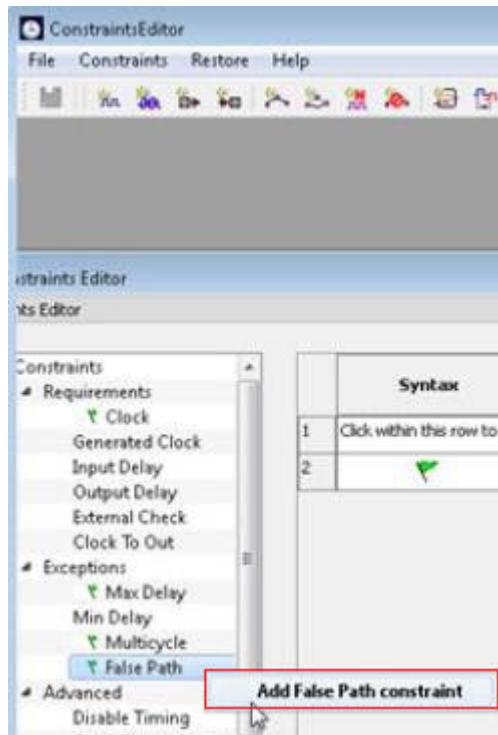 ConstraintsEditor
File Constraints Restore Help
straints Editor
nts Editor
Constraints
Requirements
Clock
Generated Clock
Input Delay
Output Delay
External Check
Clock To Out
Exceptions
Max Delay
Min Delay
Multicycle
False Path
Advanced
Disable Timing
Syntax
1 Click within this row to
2
Add False Path constraint